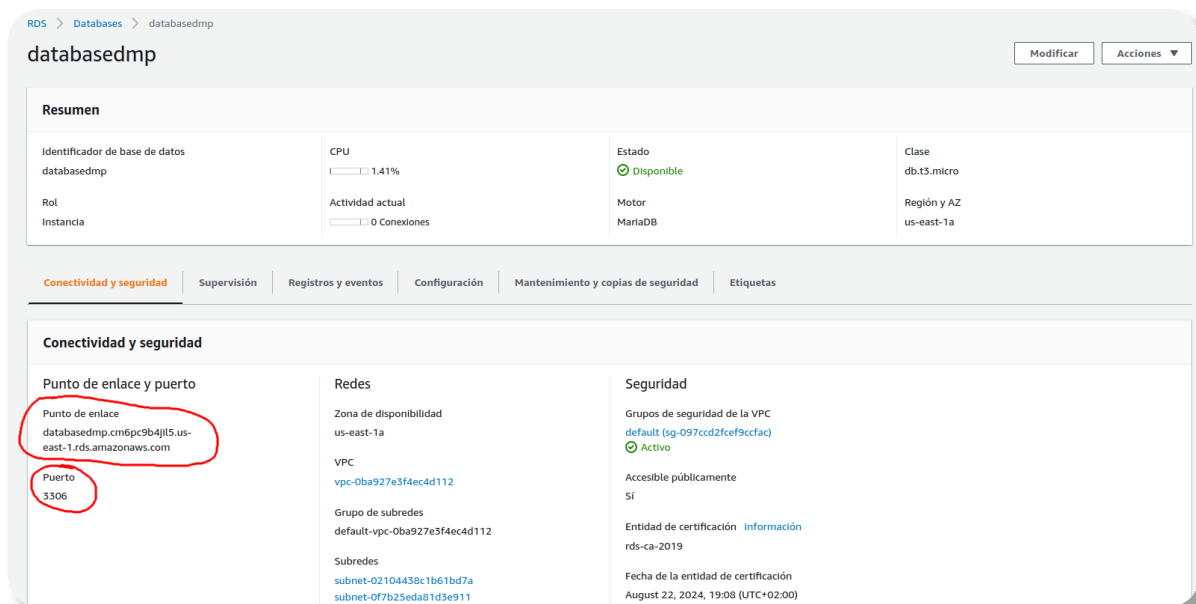 RDS > Databases > databasedmp
databasedmp
Modificar
Acciones
Resumen
Identificador de base de datos
databasedmp
CPU
1.41%
Estado
Disponible
Clase
db.t3.micro
Rol
Instancia
Actividad actual
0 Conexiones
Motor
MariaDB
Región y AZ
us-east-1a
Conectividad y seguridad
Supervisión
Registros y eventos
Configuración
Mantenimiento y copias de seguridad
Etiquetas
Conectividad y seguridad
Punto de enlace y puerto
Punto de enlace
databasedmp.cm6pc9b4jil5.us-
east-1.rds.amazonaws.com
Puerto
3306
Redes
Zona de disponibilidad
us-east-1a
VPC
vpc-0ba927e3f4ec4d112
Grupo de subredes
default-vpc-0ba927e3f4ec4d112
Subredes
subnet-02104438c1b61bd7a
subnet-0f7b25eda81d3e911
Seguridad
Grupos de seguridad de la VPC
default (sg-097ccd2fcef9ccfac)
Activo
Accesible públicamente
Sí
Entidad de certificación Información
rds-ca-2019
Fecha de la entidad de certificación
August 22, 2024, 19:08 (UTC+02:00)